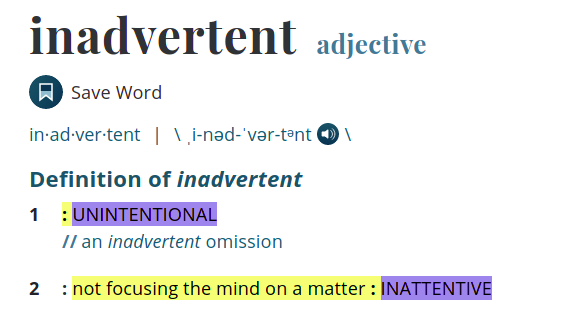 inadvertent adjective
Save Word
in·ad·ver·tent | \ ˌi-nəd-ˈvər-tᵊnt \
Definition of inadvertent
1 : UNINTENTIONAL
// an inadvertent omission
2 : not focusing the mind on a matter : INATTENTIVE